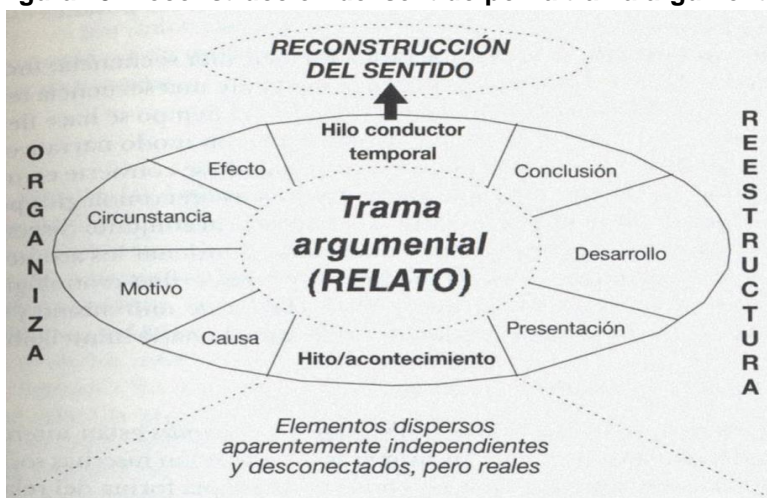 RECONSTRUCCIÓN
DEL SENTIDO
Hilo conductor
temporal
Efecto
Conclusión
Circunstancia
Trama
argumental
(RELATO)
Desarrollo
Motivo
Presentación
Causa
Hito/acontecimiento
ORGANIZA
REESTRUCTURA
Elementos dispersos
aparentemente independientes
y desconectados, pero reales